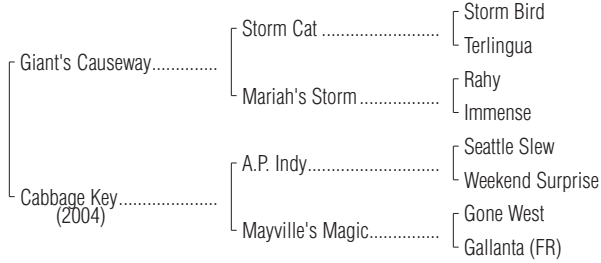 Storm Bird
Storm Cat ........................
Terlingua
Giant's Causeway..............
Rahy
Mariah's Storm ................
Immense
Seattle Slew
A.P. Indy...........................
Weekend Surprise
Cabbage Key.....................
(2004)
Gone West
Mayville's Magic...............
Gallanta (FR)